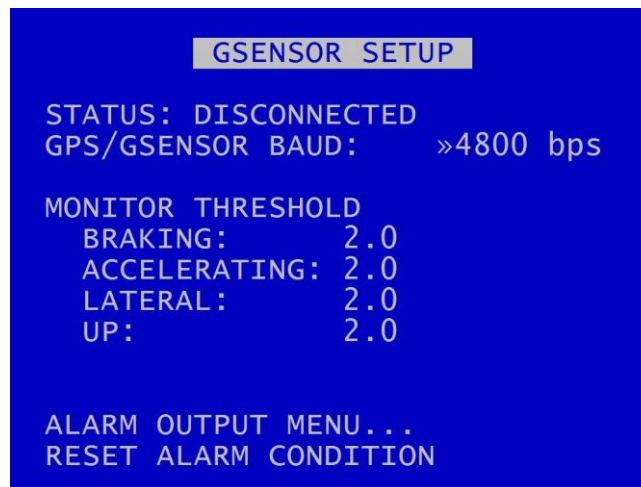 GSENSOR SETUP
STATUS: DISCONNECTED
GPS/GSENSOR BAUD: »4800 bps
MONITOR THRESHOLD
BRAKING: 2.0
ACCELERATING: 2.0
LATERAL: 2.0
UP: 2.0
ALARM OUTPUT MENU...
RESET ALARM CONDITION